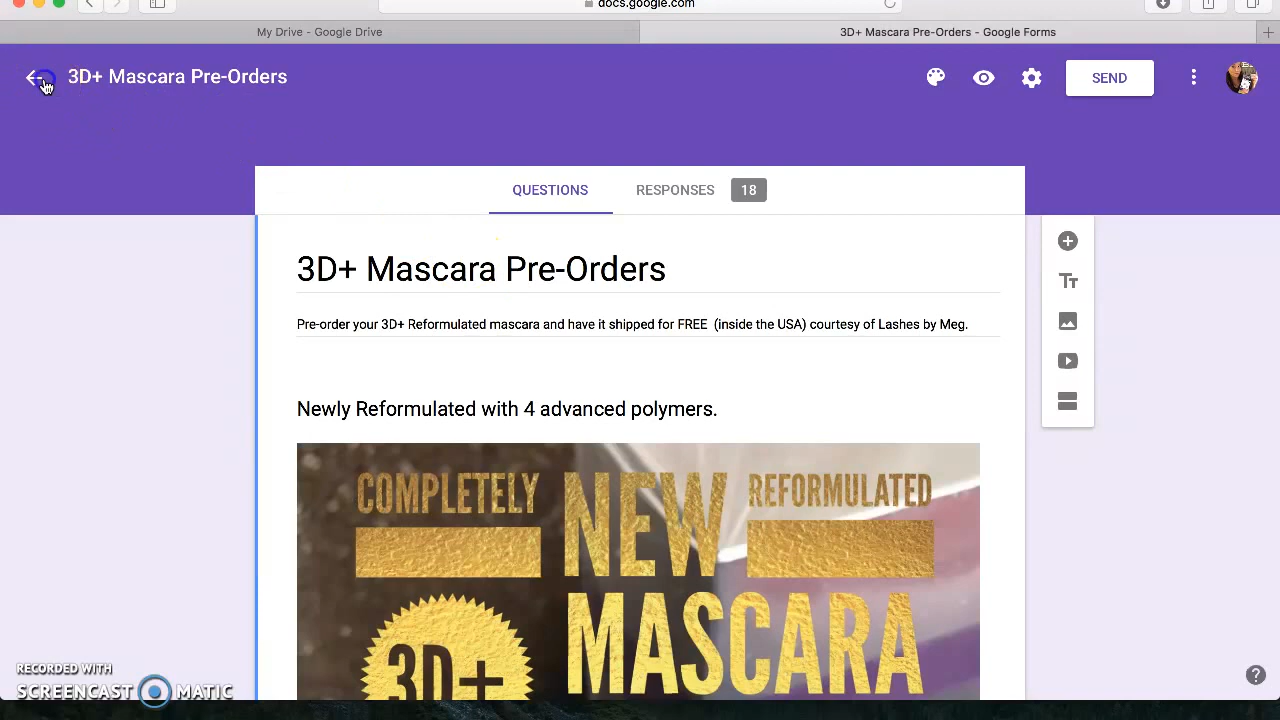 docs.google.com
My Drive - Google Drive
3D+ Mascara Pre-Orders - Google Forms
3D+ Mascara Pre-Orders
SEND
QUESTIONS
RESPONSES 18
3D+ Mascara Pre-Orders
Pre-order your 3D+ Reformulated mascara and have it shipped for FREE (inside the USA) courtesy of Lashes by Meg.
Newly Reformulated with 4 advanced polymers.
COMPLETELY NEW REFORMULATED
MASCARA
3D+
RECORDED WITH
SCREENCAST MATIC